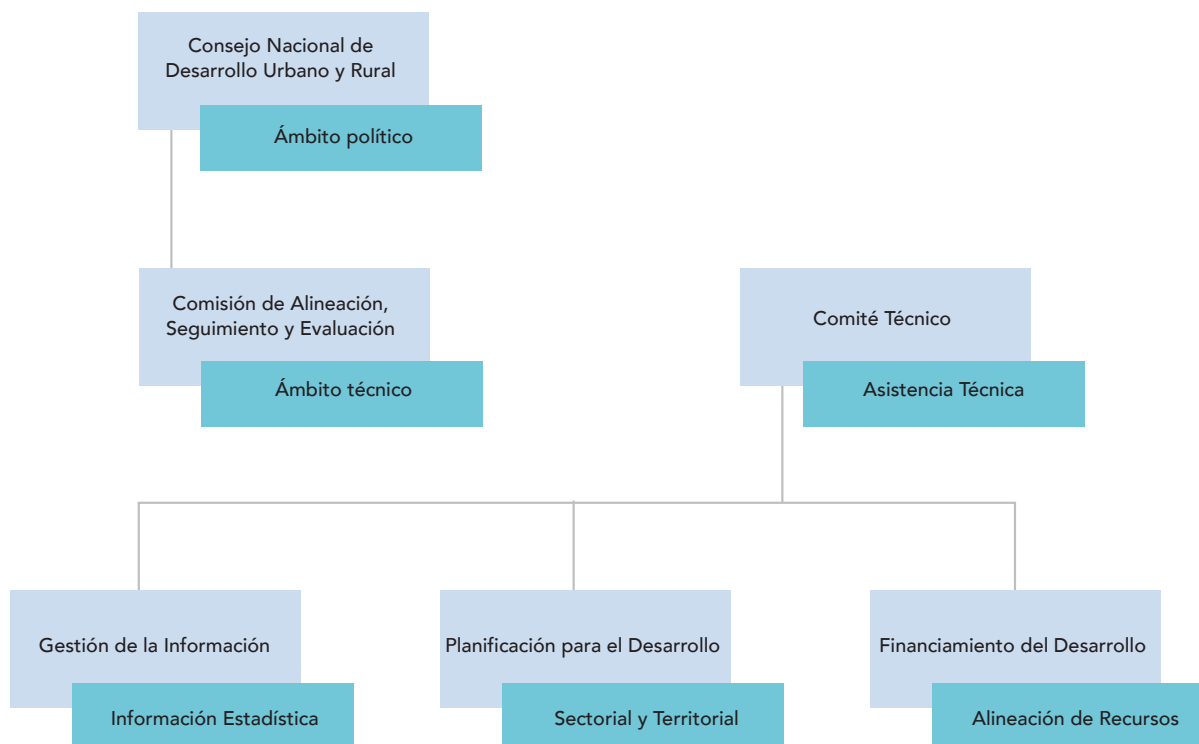 Consejo Nacional de
Desarrollo Urbano y Rural
Ámbito político
Comisión de Alineación,
Seguimiento y Evaluación
Ámbito técnico
Comité Técnico
Asistencia Técnica
Gestión de la Información
Información Estadística
Planificación para el Desarrollo
Sectorial y Territorial
Financiamiento del Desarrollo
Alineación de Recursos